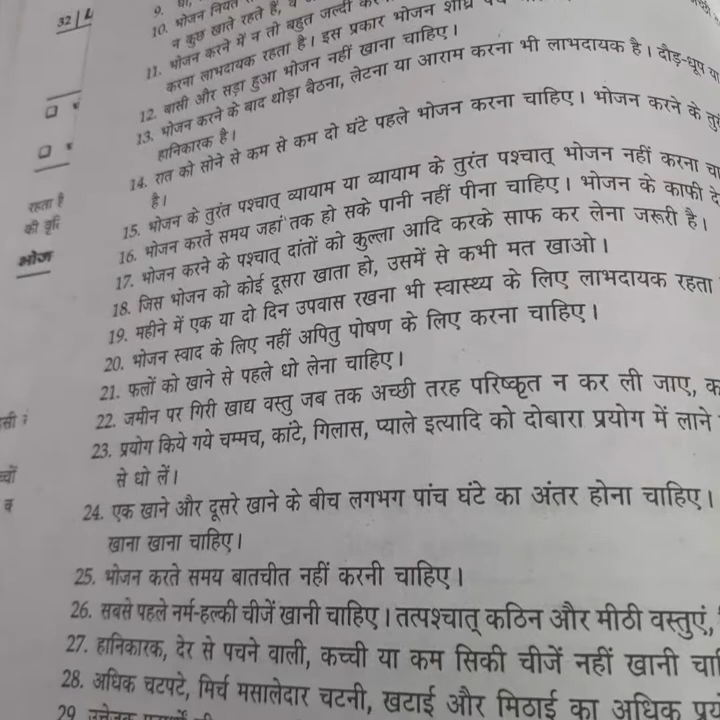 32
9.
10. भोजन नियत
न कुछ खाते रहते हैं,
11. भोजन करने में न तो बहुत जल्दी
करना लाभदायक रहता है। इस प्रकार भोजन शीघ्र
12. बासी और सड़ा हुआ भोजन नहीं खाना चाहिए।
13. भोजन करने के बाद थोड़ा बैठना, लेटना या आराम करना भी लाभदायक है। दौड़-धूप
हानिकारक है।
14. रात को सोने से कम से कम दो घंटे पहले भोजन करना चाहिए। भोजन करने के
है।
15. भोजन के तुरंत पश्चात् व्यायाम या व्यायाम के तुरंत पश्चात् भोजन नहीं करना
16. भोजन करते समय जहां तक हो सके पानी नहीं पीना चाहिए। भोजन के काफी
17. भोजन करने के पश्चात् दांतों को कुल्ला आदि करके साफ कर लेना जरूरी है।
18. जिस भोजन को कोई दूसरा खाता हो, उसमें से कभी मत खाओ।
19. महीने में एक या दो दिन उपवास रखना भी स्वास्थ्य के लिए लाभदायक रहता
20. भोजन स्वाद के लिए नहीं अपितु पोषण के लिए करना चाहिए।
21. फलों को खाने से पहले धो लेना चाहिए।
22. जमीन पर गिरी खाद्य वस्तु जब तक अच्छी तरह परिष्कृत न कर ली जाए,
23. प्रयोग किये गये चम्मच, कांटे, गिलास, प्याले इत्यादि को दोबारा प्रयोग में लाने
से धो लें।
24. एक खाने और दूसरे खाने के बीच लगभग पांच घंटे का अंतर होना चाहिए।
खाना खाना चाहिए।
25. भोजन करते समय बातचीत नहीं करनी चाहिए।
26. सबसे पहले नर्म-हल्की चीजें खानी चाहिए। तत्पश्चात् कठिन और मीठी वस्तुएं,
27. हानिकारक, देर से पचने वाली, कच्ची या कम सिकी चीजें नहीं खानी
28. अधिक चटपटे, मिर्च मसालेदार चटनी, खटाई और मिठाई का अधिक
29
रहता है
की
भोज